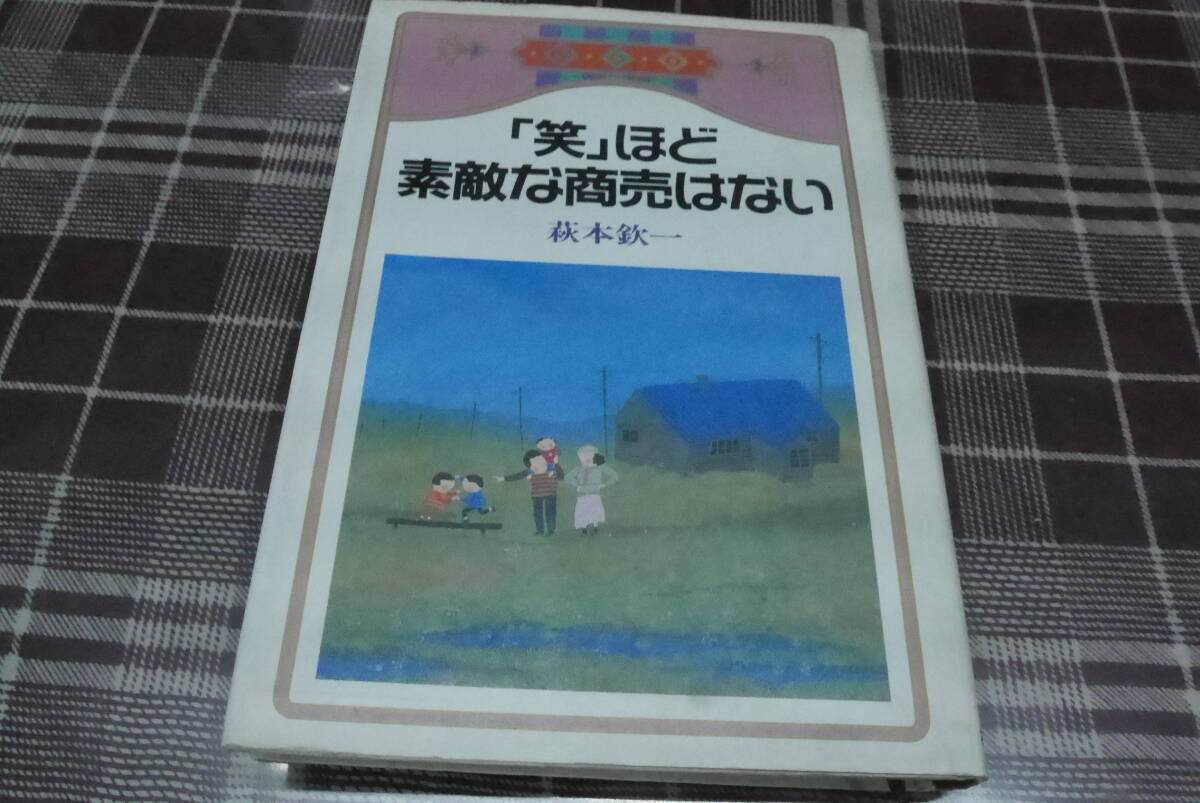 「笑」ほど
素敵な商売はない
萩本欽一